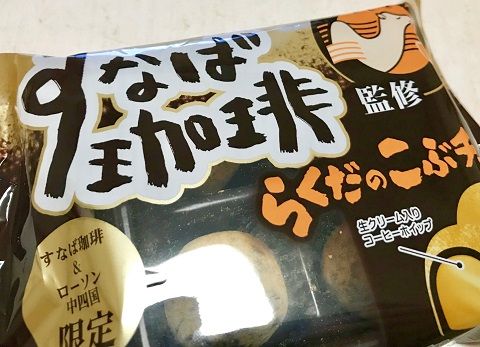 すなば
珈琲
監修
らくだのこぶチ
生クリーム入り
コーヒーホイップ
すなば珈琲
&
ローソン
中四国
限定